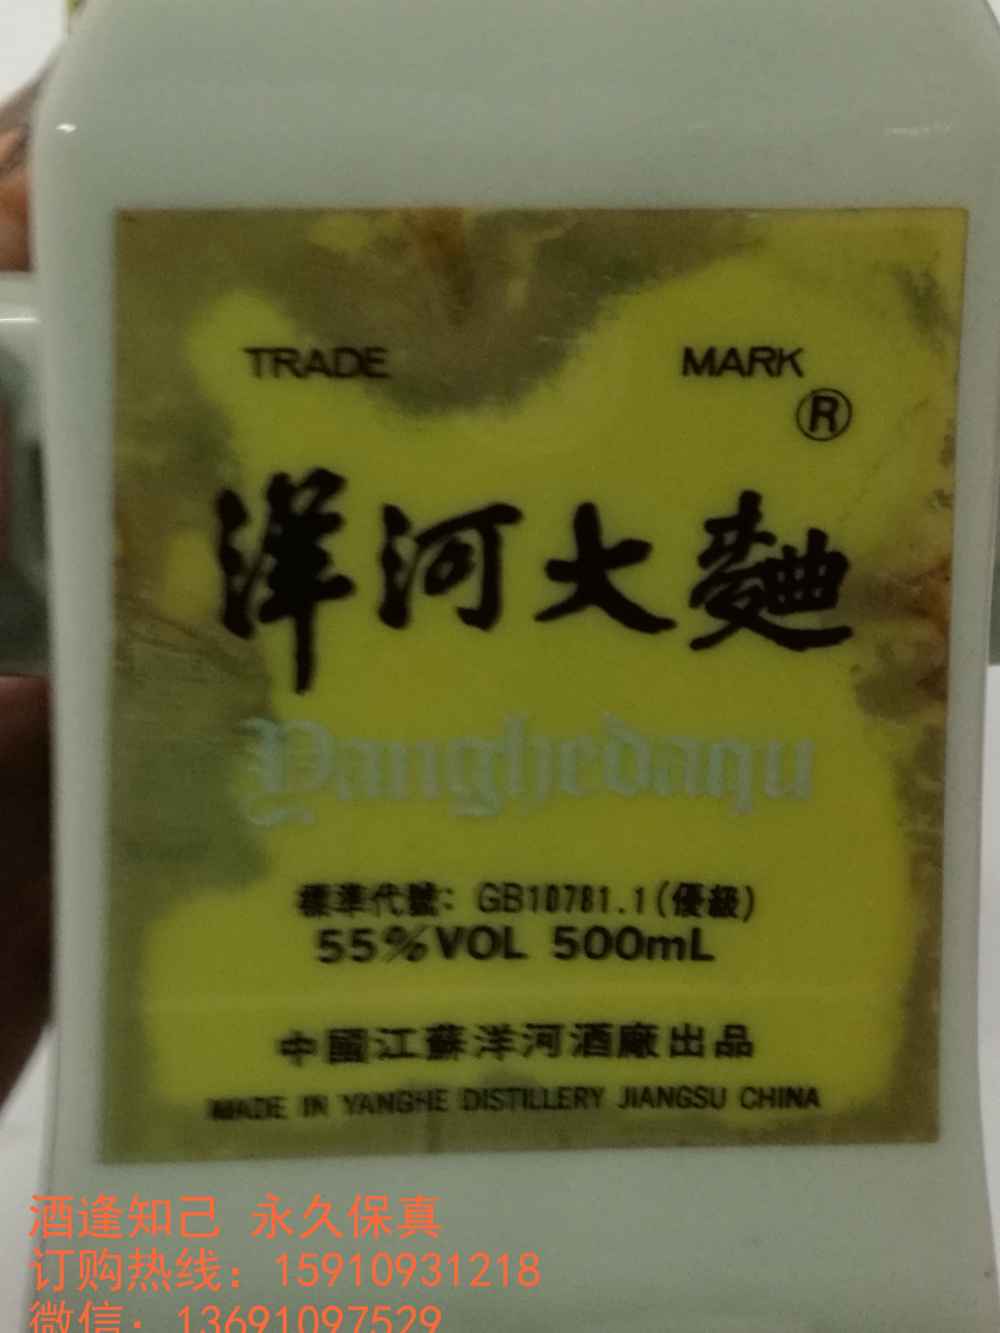 TRADE MARK
®
洋河大麯
Yanghedaqu
標準代號: GB10781.1(優級)
55%VOL 500mL
中國江蘇洋河酒廠出品
MADE IN YANGHE DISTILLERY JIANGSU CHINA
酒逢知己 永久保真
订购热线：15910931218
微信：13691097529